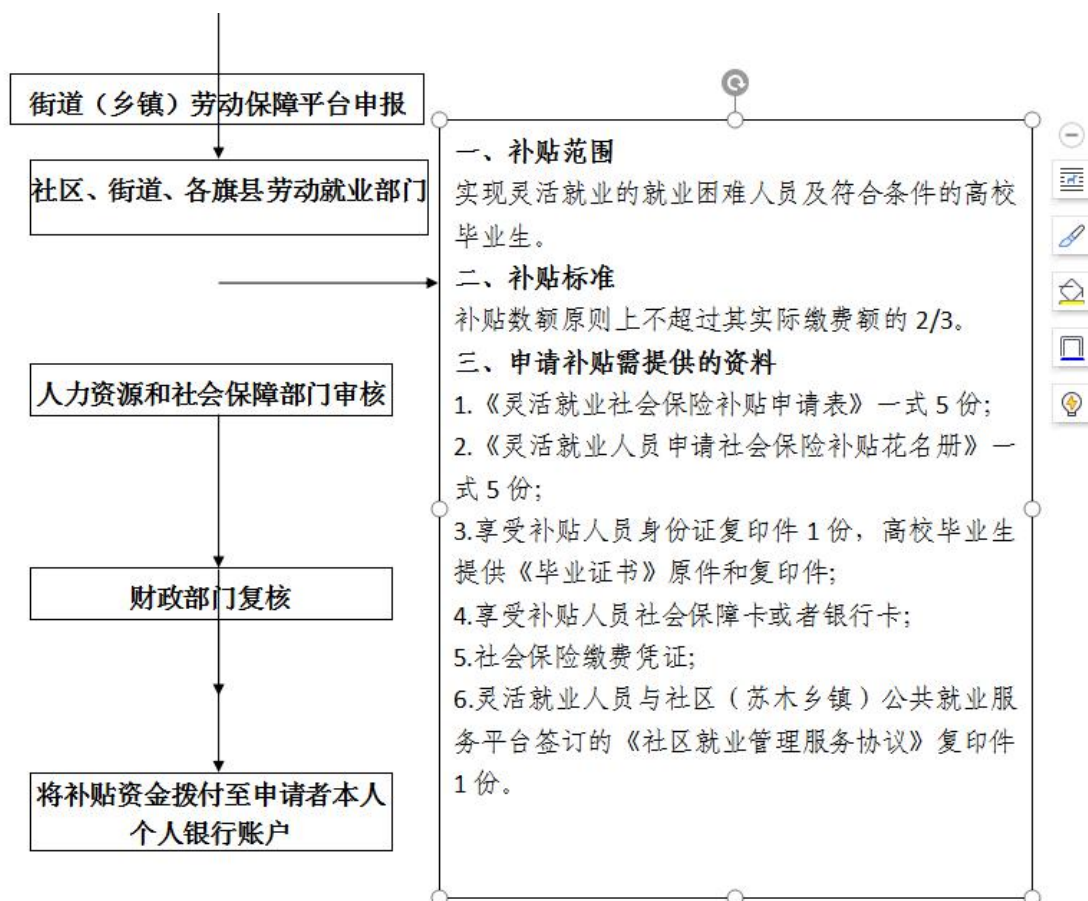 街道（乡镇）劳动保障平台申报
社区、街道、各旗县劳动就业部门
人力资源和社会保障部门审核
财政部门复核
将补贴资金拨付至申请者本人
个人银行账户
一、补贴范围
实现灵活就业的就业困难人员及符合条件的高校
毕业生。
二、补贴标准
补贴数额原则上不超过其实际缴费额的 2/3。
三、申请补贴需提供的资料
1.《灵活就业社会保险补贴申请表》一式 5 份；
2.《灵活就业人员申请社会保险补贴花名册》一
式 5 份；
3.享受补贴人员身份证复印件 1 份，高校毕业生
提供《毕业证书》原件和复印件；
4.享受补贴人员社会保障卡或者银行卡；
5.社会保险缴费凭证；
6.灵活就业人员与社区（苏木乡镇）公共就业服
务平台签订的《社区就业管理服务协议》复印件
1 份。